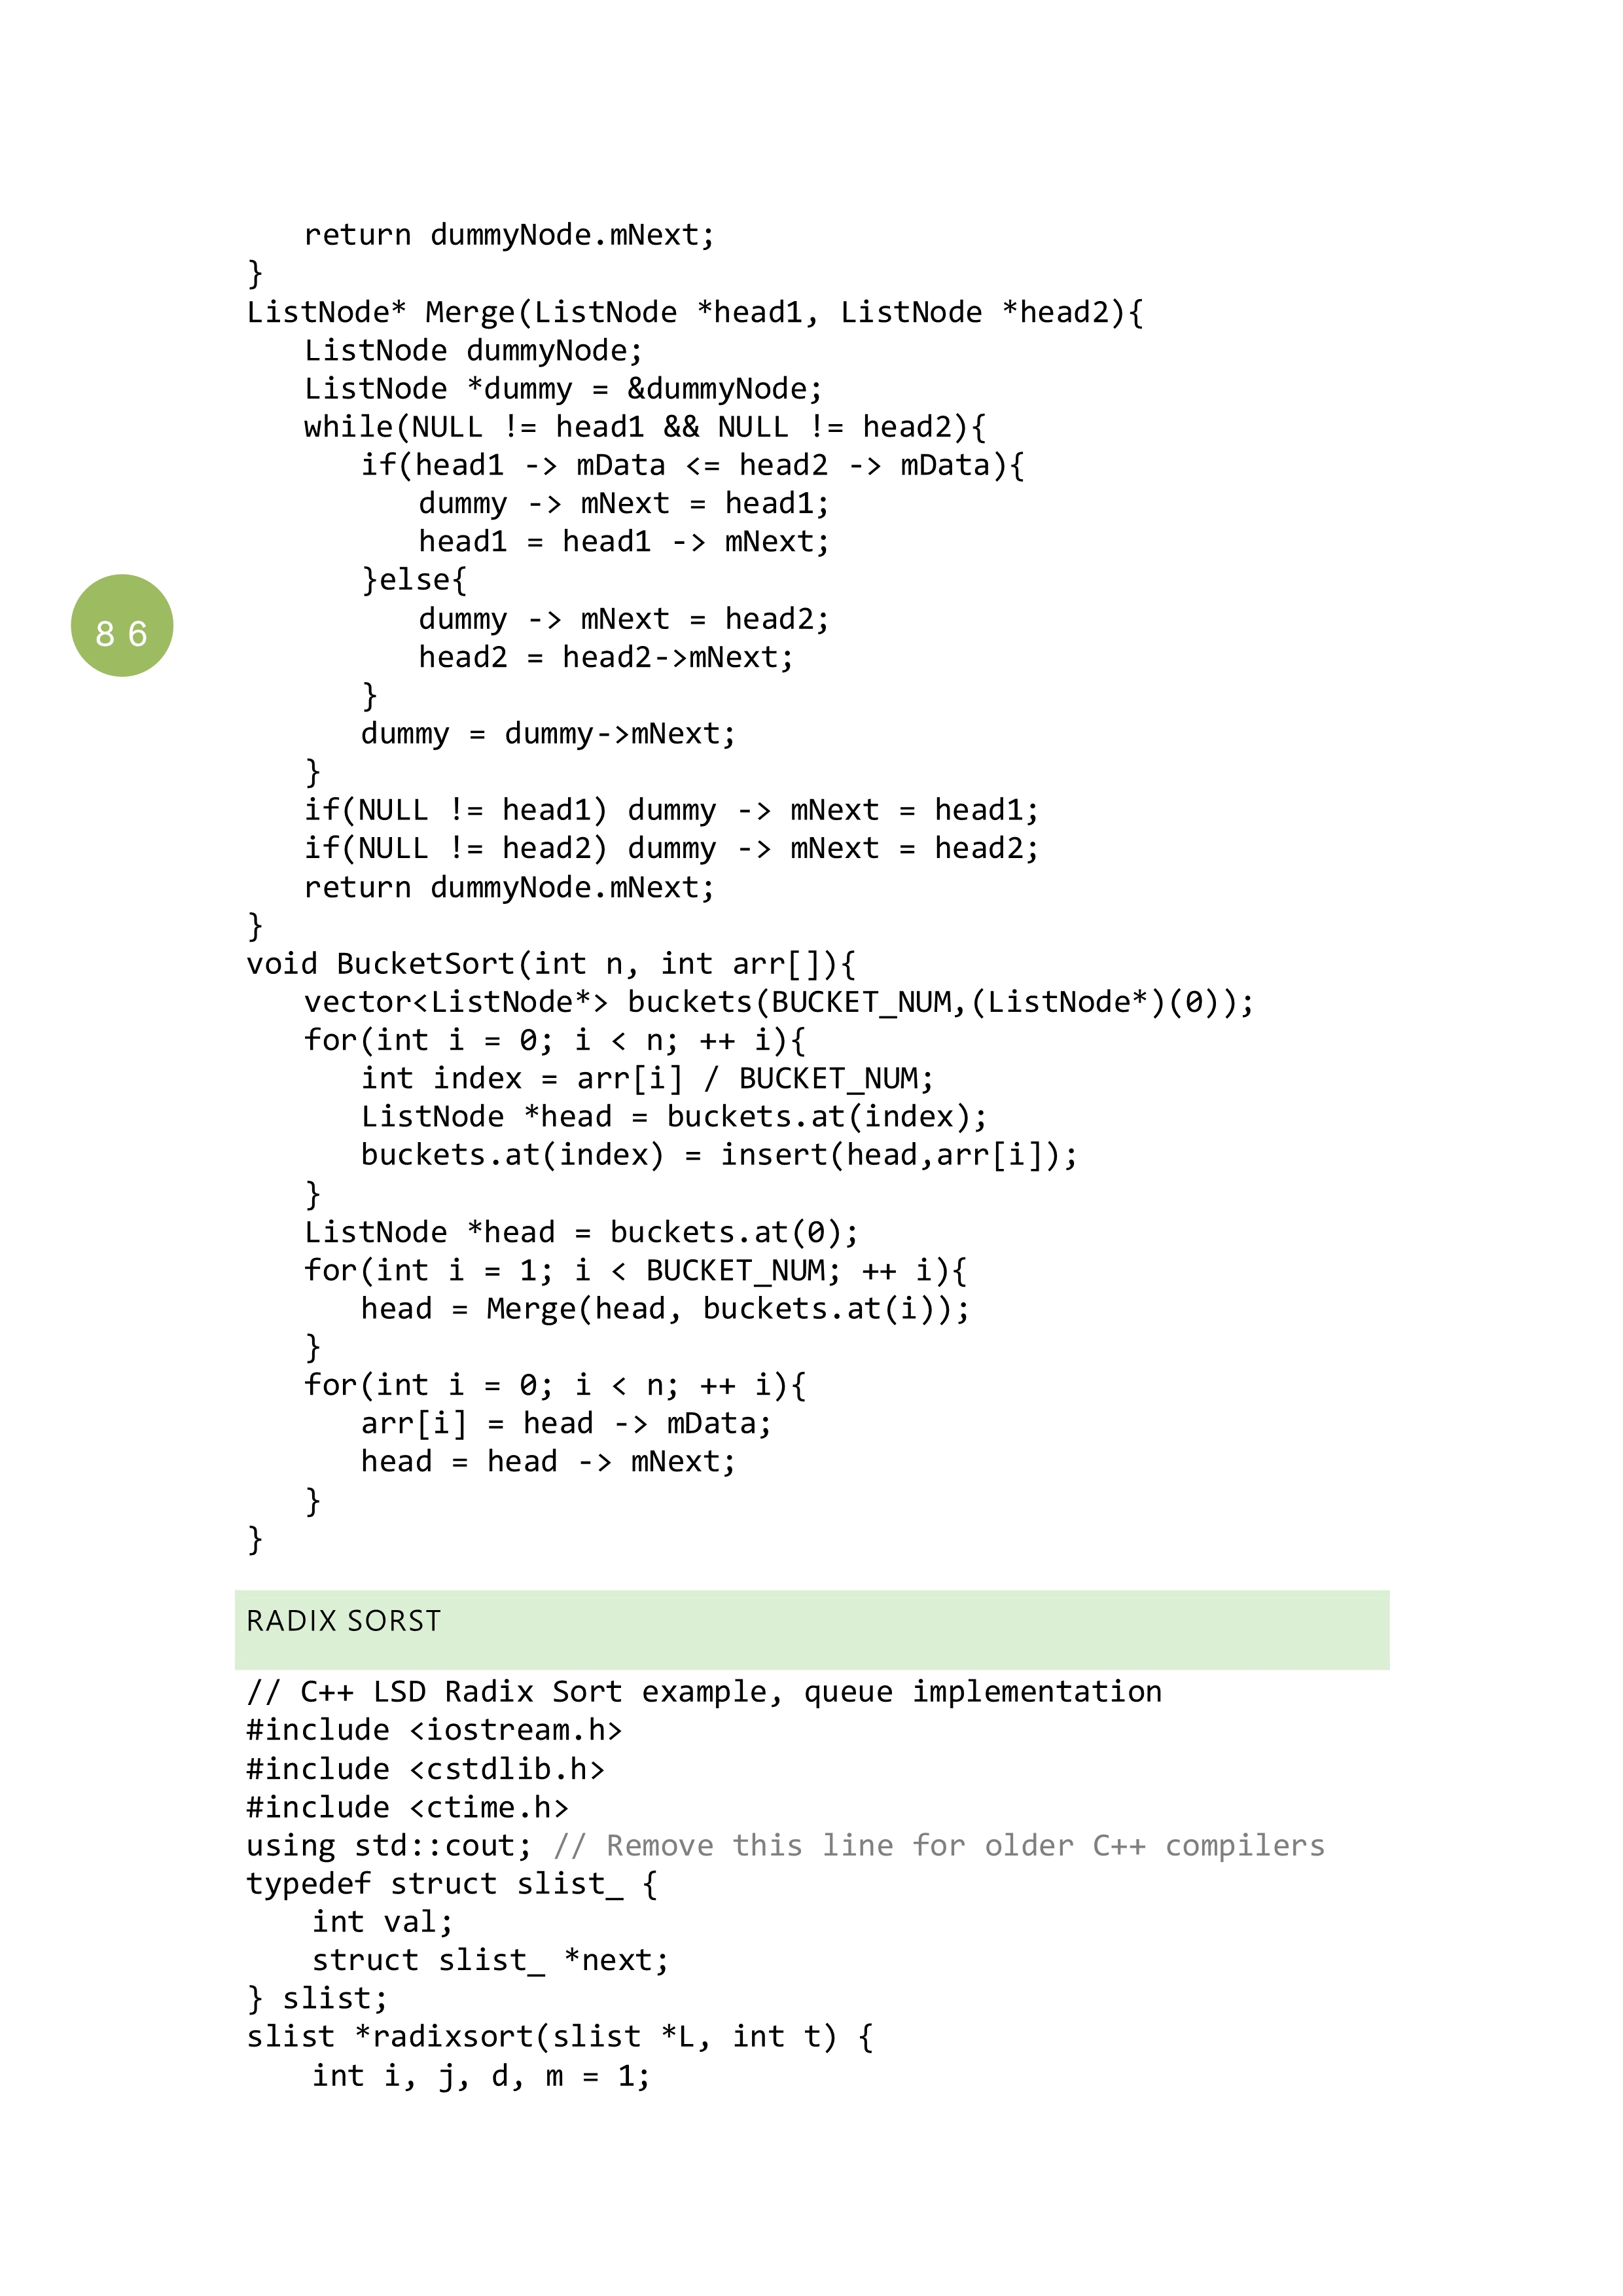 return dummyNode.mNext;
}
ListNode* Merge(ListNode *head1, ListNode *head2){
    ListNode dummyNode;
    ListNode *dummy = &dummyNode;
    while(NULL != head1 && NULL != head2){
        if(head1 -> mData <= head2 -> mData){
            dummy -> mNext = head1;
            head1 = head1 -> mNext;
        }else{
            dummy -> mNext = head2;
            head2 = head2->mNext;
        }
        dummy = dummy->mNext;
    }
    if(NULL != head1) dummy -> mNext = head1;
    if(NULL != head2) dummy -> mNext = head2;
    return dummyNode.mNext;
}
void BucketSort(int n, int arr[]){
    vector<ListNode*> buckets(BUCKET_NUM,(ListNode*)(0));
    for(int i = 0; i < n; ++ i){
        int index = arr[i] / BUCKET_NUM;
        ListNode *head = buckets.at(index);
        buckets.at(index) = insert(head,arr[i]);
    }
    ListNode *head = buckets.at(0);
    for(int i = 1; i < BUCKET_NUM; ++ i){
        head = Merge(head, buckets.at(i));
    }
    for(int i = 0; i < n; ++ i){
        arr[i] = head -> mData;
        head = head -> mNext;
    }
}
RADIX SORST
// C++ LSD Radix Sort example, queue implementation
#include <iostream.h>
#include <cstdlib.h>
#include <ctime.h>
using std::cout; // Remove this line for older C++ compilers
typedef struct slist_ {
    int val;
    struct slist_ *next;
} slist;
slist *radixsort(slist *L, int t) {
    int i, j, d, m = 1;
86